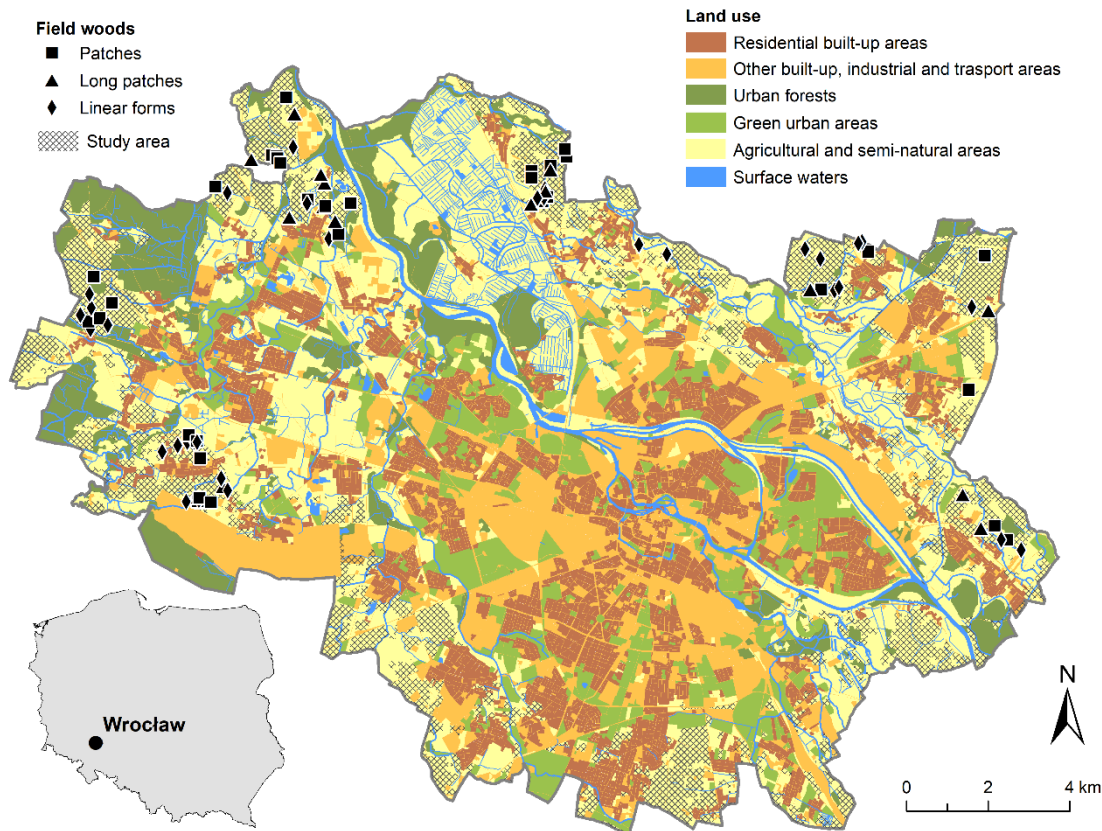 Field woods
Patches
Long patches
Linear forms
Study area
Land use
Residential built-up areas
Other built-up, industrial and trasport areas
Urban forests
Green urban areas
Agricultural and semi-natural areas
Surface waters
Wrocław
N
0 2 4 km